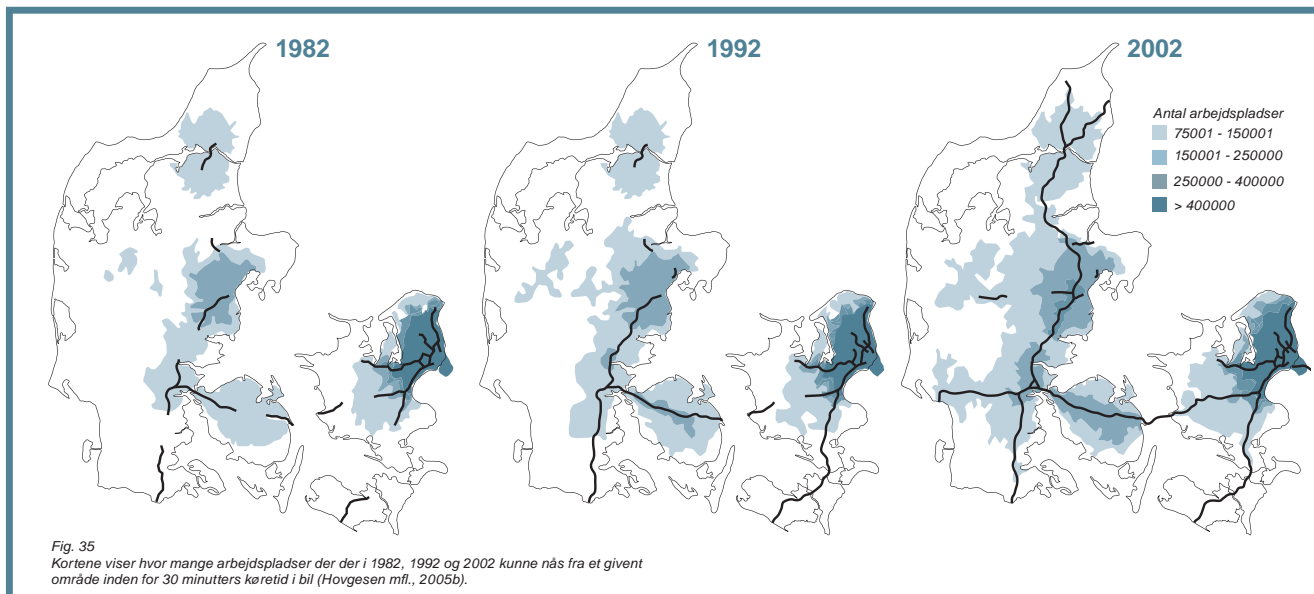 1982
1992
2002
Antal arbejdspladser
75001 - 150001
150001 - 250000
250000 - 400000
> 400000
Fig. 35
Kortene viser hvor mange arbejdspladser der der i 1982, 1992 og 2002 kunne nås fra et givent
område inden for 30 minutters køretid i bil (Hovgesen mfl., 2005b).